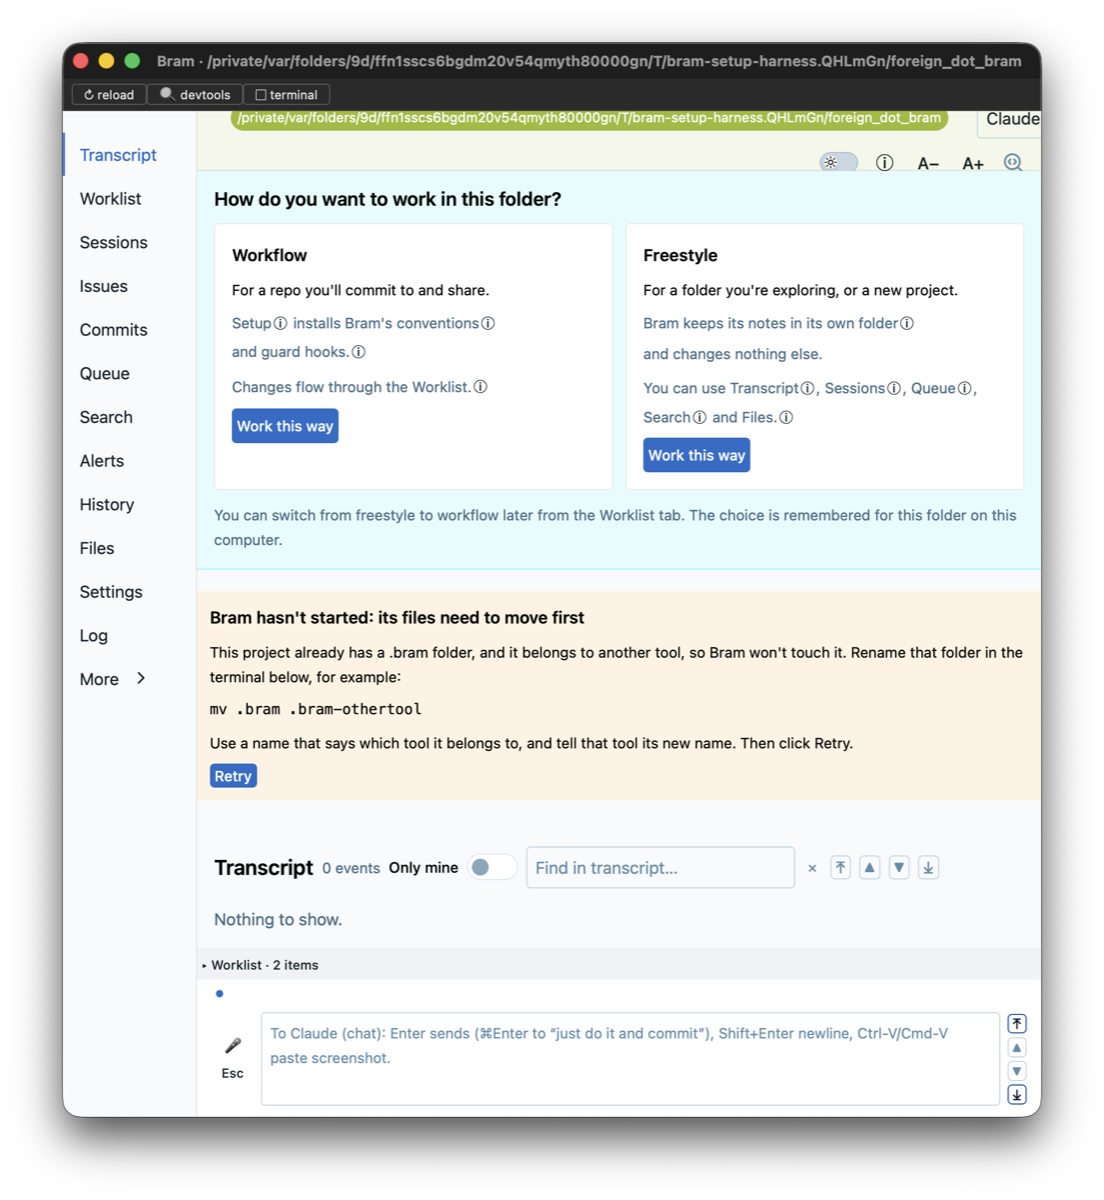 Bram · /private/var/folders/9d/ffn1sscs6bgdm20v54qmyth80000gn/T/bram-setup-harness.QHLmGn/foreign_dot_bram
reload devtools terminal
/private/var/folders/9d/ffn1sscs6bgdm20v54qmyth80000gn/T/bram-setup-harness.QHLmGn/foreign_dot_bram Claude
A− A+
Transcript
Worklist
Sessions
Issues
Commits
Queue
Search
Alerts
History
Files
Settings
Log
More
How do you want to work in this folder?
Workflow
For a repo you'll commit to and share.
Setup ⓘ installs Bram's conventions ⓘ
and guard hooks. ⓘ
Changes flow through the Worklist. ⓘ
Work this way
Freestyle
For a folder you're exploring, or a new project.
Bram keeps its notes in its own folder ⓘ
and changes nothing else.
You can use Transcript ⓘ, Sessions ⓘ, Queue ⓘ,
Search ⓘ and Files. ⓘ
Work this way
You can switch from freestyle to workflow later from the Worklist tab. The choice is remembered for this folder on this
computer.
Bram hasn't started: its files need to move first
This project already has a .bram folder, and it belongs to another tool, so Bram won't touch it. Rename that folder in the
terminal below, for example:
mv .bram .bram-othertool
Use a name that says which tool it belongs to, and tell that tool its new name. Then click Retry.
Retry
Transcript 0 events Only mine Find in transcript... ×
Nothing to show.
Worklist · 2 items
To Claude (chat): Enter sends (⌘Enter to “just do it and commit”), Shift+Enter newline, Ctrl-V/Cmd-V
paste screenshot.
Esc